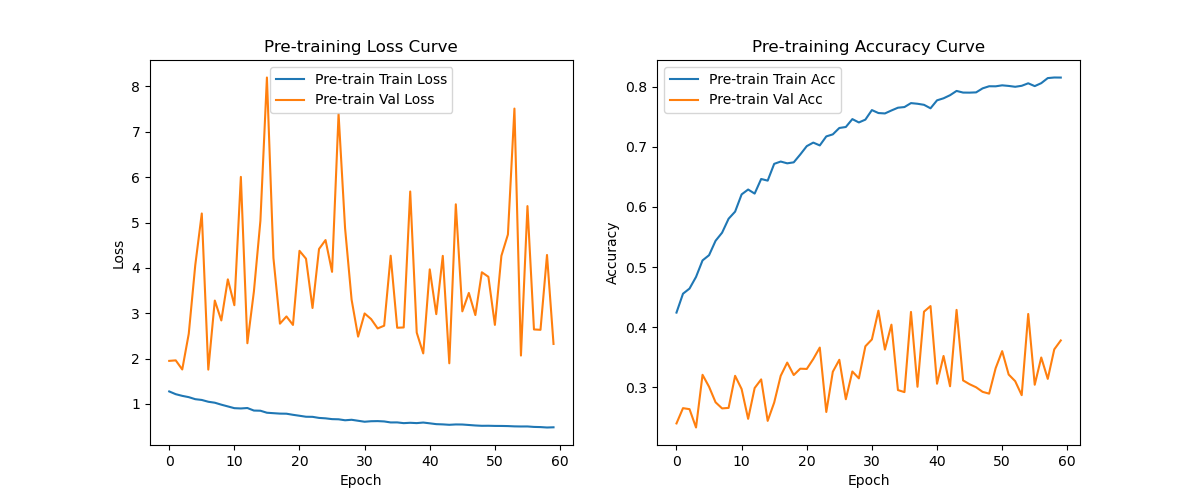 Pre-training Loss Curve
Pre-train Train Loss
Pre-train Val Loss
Loss
8
7
6
5
4
3
2
1
0
10
20
30
40
50
60
Epoch
Pre-training Accuracy Curve
Pre-train Train Acc
Pre-train Val Acc
Accuracy
0.8
0.7
0.6
0.5
0.4
0.3
0
10
20
30
40
50
60
Epoch